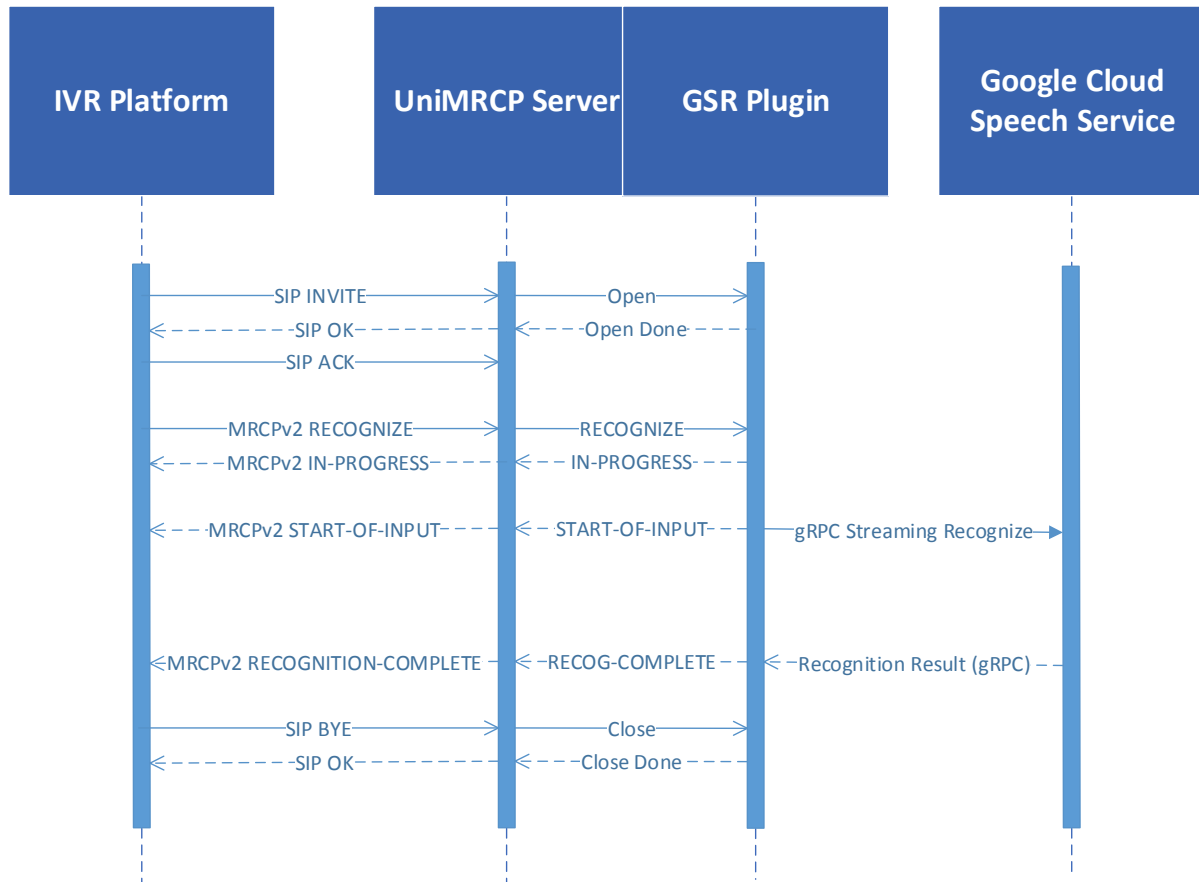 IVR Platform
UniMRCP Server
GSR Plugin
Google Cloud
Speech Service
SIP INVITE
Open
SIP OK
Open Done
SIP ACK
MRCPv2 RECOGNIZE
RECOGNIZE
MRCPv2 IN-PROGRESS
IN-PROGRESS
MRCPv2 START-OF-INPUT
START-OF-INPUT
gRPC Streaming Recognize
MRCPv2 RECOGNITION-COMPLETE
RECOG-COMPLETE
Recognition Result (gRPC)
SIP BYE
Close
SIP OK
Close Done